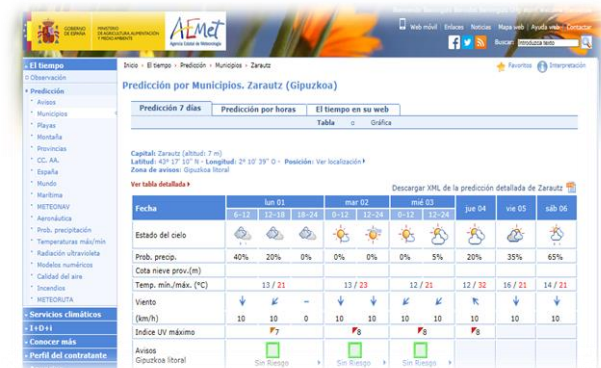 GOBIERNO DE ESPAÑA
MINISTERIO DE AGRICULTURA, ALIMENTACIÓN Y MEDIO AMBIENTE
AEMet
Agencia Estatal de Meteorología
Web móvil | Enlaces | Noticias | Mapa web | Ayuda web | Contactar
Buscar: Introduzca texto
El tiempo
Observación
Predicción
Avisos
Municipios
Playas
Montaña
Provincias
CC. AA.
España
Mundo
Marítima
METEONAV
Aeronáutica
Prob. precipitación
Temperaturas máx/mín
Radiación ultravioleta
Modelos numéricos
Calidad del aire
Incendios
METEORUTA
Servicios climáticos
I+D+i
Conocer más
Perfil del contratante
Inicio - El tiempo - Predicción - Municipios - Zarautz
Favoritos Interpretación
Predicción por Municipios. Zarautz (Gipuzkoa)
Predicción 7 días Predicción por horas El tiempo en su web
Tabla Gráfica
Capital: Zarautz (altitud: 7 m)
Latitud: 43º 17' 10'' N - Longitud: 2º 10' 39'' O - Posición: Ver localización
Zona de avisos: Gipuzkoa litoral
Ver tabla detallada
Descargar XML de la predicción detallada de Zarautz
Fecha lun 01 mar 02 mié 03 jue 04 vie 05 sáb 06
6-12 12-18 18-24 0-12 12-24 0-12 12-24
Estado del cielo
Prob. precip. 40% 20% 0% 0% 0% 0% 5% 20% 35% 65%
Cota nieve prov.(m)
Temp. mín./máx. (°C) 13 / 21 13 / 23 12 / 21 12 / 32 16 / 21 14 / 21
Viento
(km/h) 10 10 0 10 10 10 10 10 10 10
Indice UV máximo 7 8 8 8
Avisos
Gipuzkoa litoral Sin Riesgo Sin Riesgo Sin Riesgo